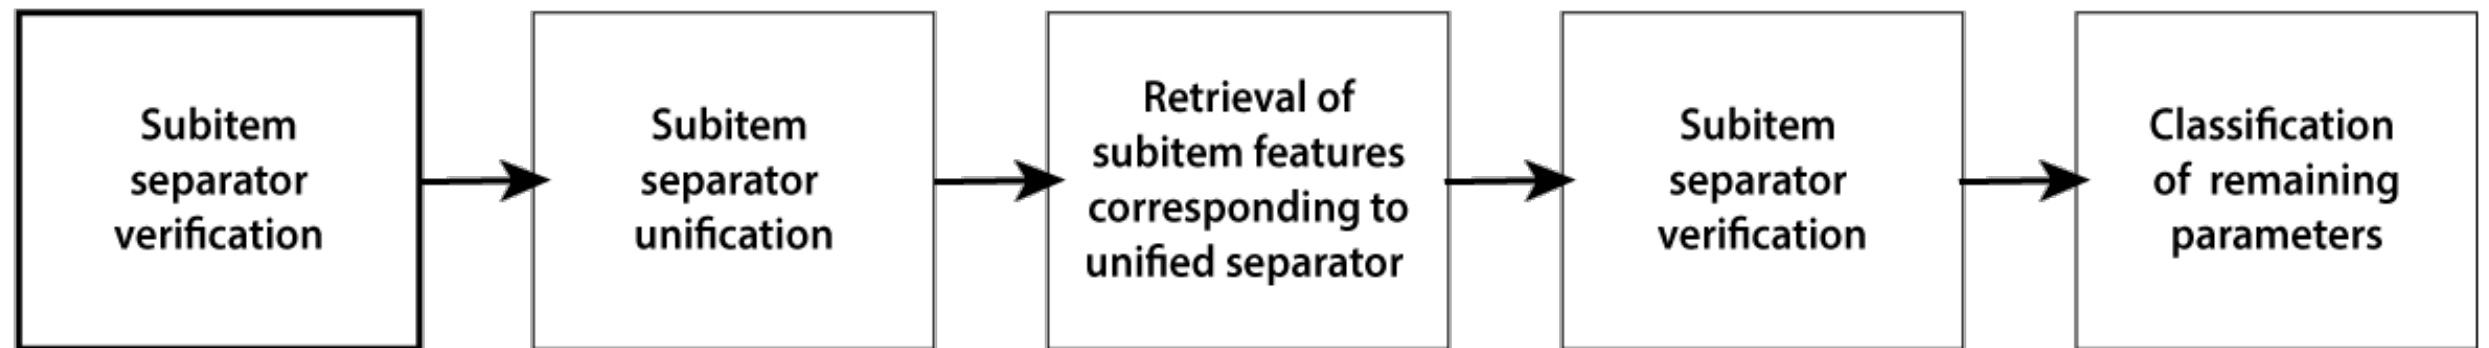 Subitem
separator
verification
Subitem
separator
unification
Retrieval of
subitem features
corresponding to
unified separator
Subitem
separator
verification
Classification
of remaining
parameters